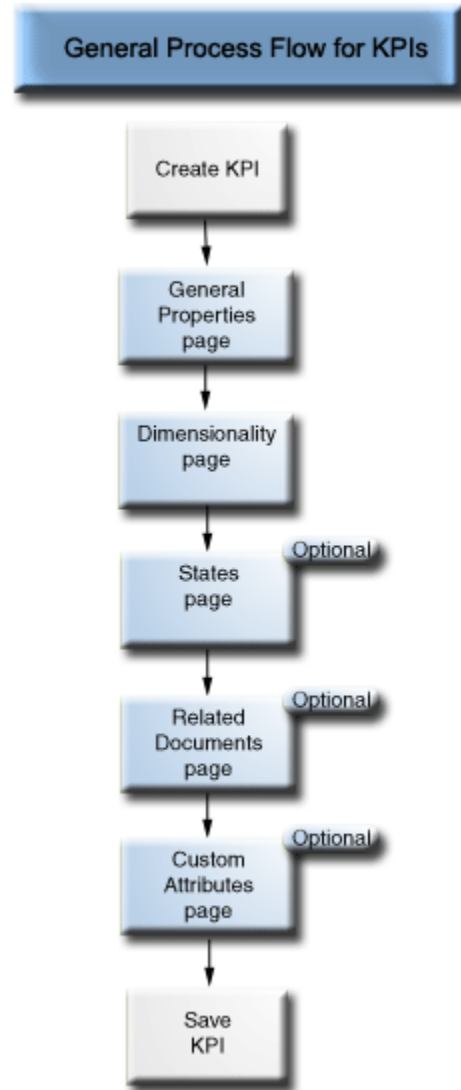 General Process Flow for KPIs
Create KPI
General
Properties
page
Dimensionality
page
Optional
States
page
Optional
Related
Documents
page
Optional
Custom
Attributes
page
Save
KPI